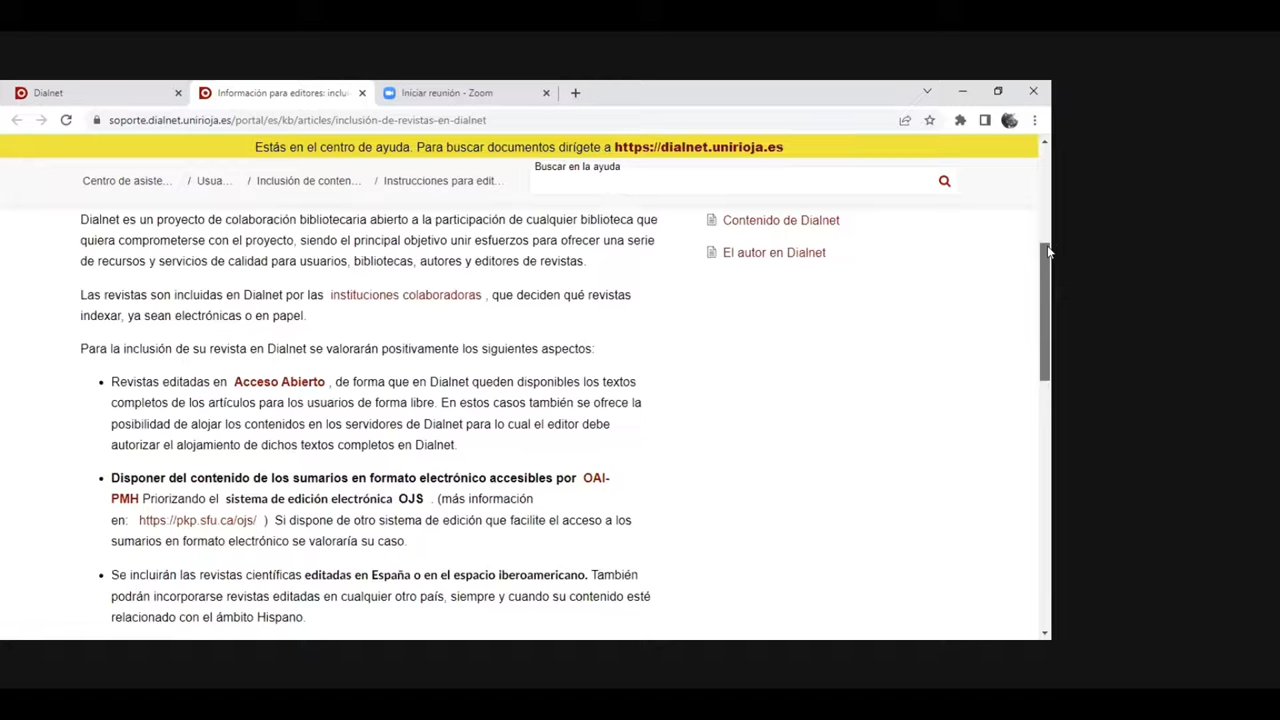 Dialnet
Información para editores: inclu
Iniciar reunión - Zoom
soporte.dialnet.unirioja.es/portal/es/kb/articles/inclusión-de-revistas-en-dialnet
Estás en el centro de ayuda. Para buscar documentos dirígete a https://dialnet.unirioja.es
Buscar en la ayuda
Centro de asiste... / Usua... / Inclusión de conten... / Instrucciones para edit...
Dialnet es un proyecto de colaboración bibliotecaria abierto a la participación de cualquier biblioteca que
quiera comprometerse con el proyecto, siendo el principal objetivo unir esfuerzos para ofrecer una serie
de recursos y servicios de calidad para usuarios, bibliotecas, autores y editores de revistas.
Las revistas son incluidas en Dialnet por las instituciones colaboradoras , que deciden qué revistas
indexar, ya sean electrónicas o en papel.
Para la inclusión de su revista en Dialnet se valorarán positivamente los siguientes aspectos:
• Revistas editadas en Acceso Abierto , de forma que en Dialnet queden disponibles los textos
completos de los artículos para los usuarios de forma libre. En estos casos también se ofrece la
posibilidad de alojar los contenidos en los servidores de Dialnet para lo cual el editor debe
autorizar el alojamiento de dichos textos completos en Dialnet.
• Disponer del contenido de los sumarios en formato electrónico accesibles por OAI-
PMH Priorizando el sistema de edición electrónica OJS . (más información
en: https://pkp.sfu.ca/ojs/ ) Si dispone de otro sistema de edición que facilite el acceso a los
sumarios en formato electrónico se valoraría su caso.
• Se incluirán las revistas científicas editadas en España o en el espacio iberoamericano. También
podrán incorporarse revistas editadas en cualquier otro país, siempre y cuando su contenido esté
relacionado con el ámbito Hispano.
Contenido de Dialnet
El autor en Dialnet